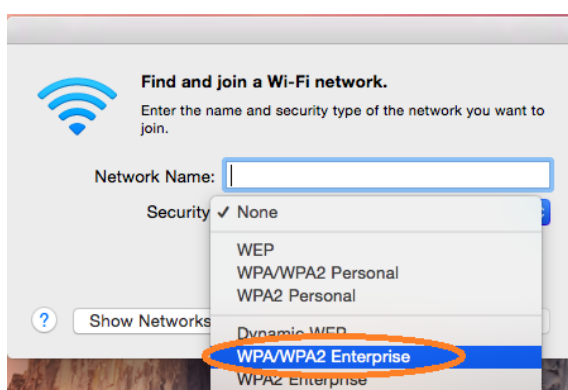 Find and join a Wi-Fi network.
Enter the name and security type of the network you want to
join.
Network Name:
Security ✓ None
WEP
WPA/WPA2 Personal
WPA2 Personal
? Show Networks
Dynamic WEP
WPA/WPA2 Enterprise
WPA2 Enterprise